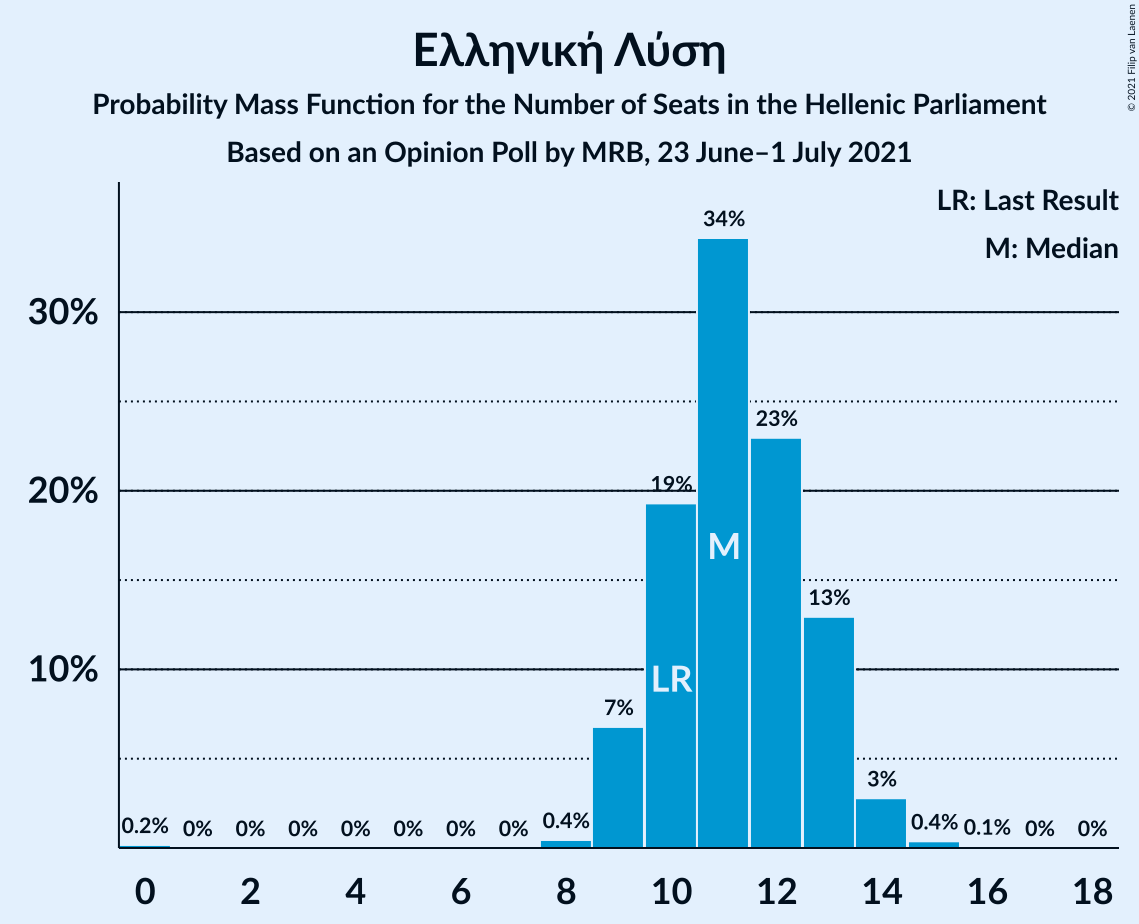 Ελληνική Λύση
Probability Mass Function for the Number of Seats in the Hellenic Parliament
Based on an Opinion Poll by MRB, 23 June–1 July 2021
© 2021 Filip van Laenen
LR: Last Result
M: Median
34%
30%
23%
20%
19%
M
13%
10%
LR
7%
3%
0.2% 0% 0% 0% 0% 0% 0% 0% 0.4% 0.4% 0.1% 0% 0%
0 2 4 6 8 10 12 14 16 18